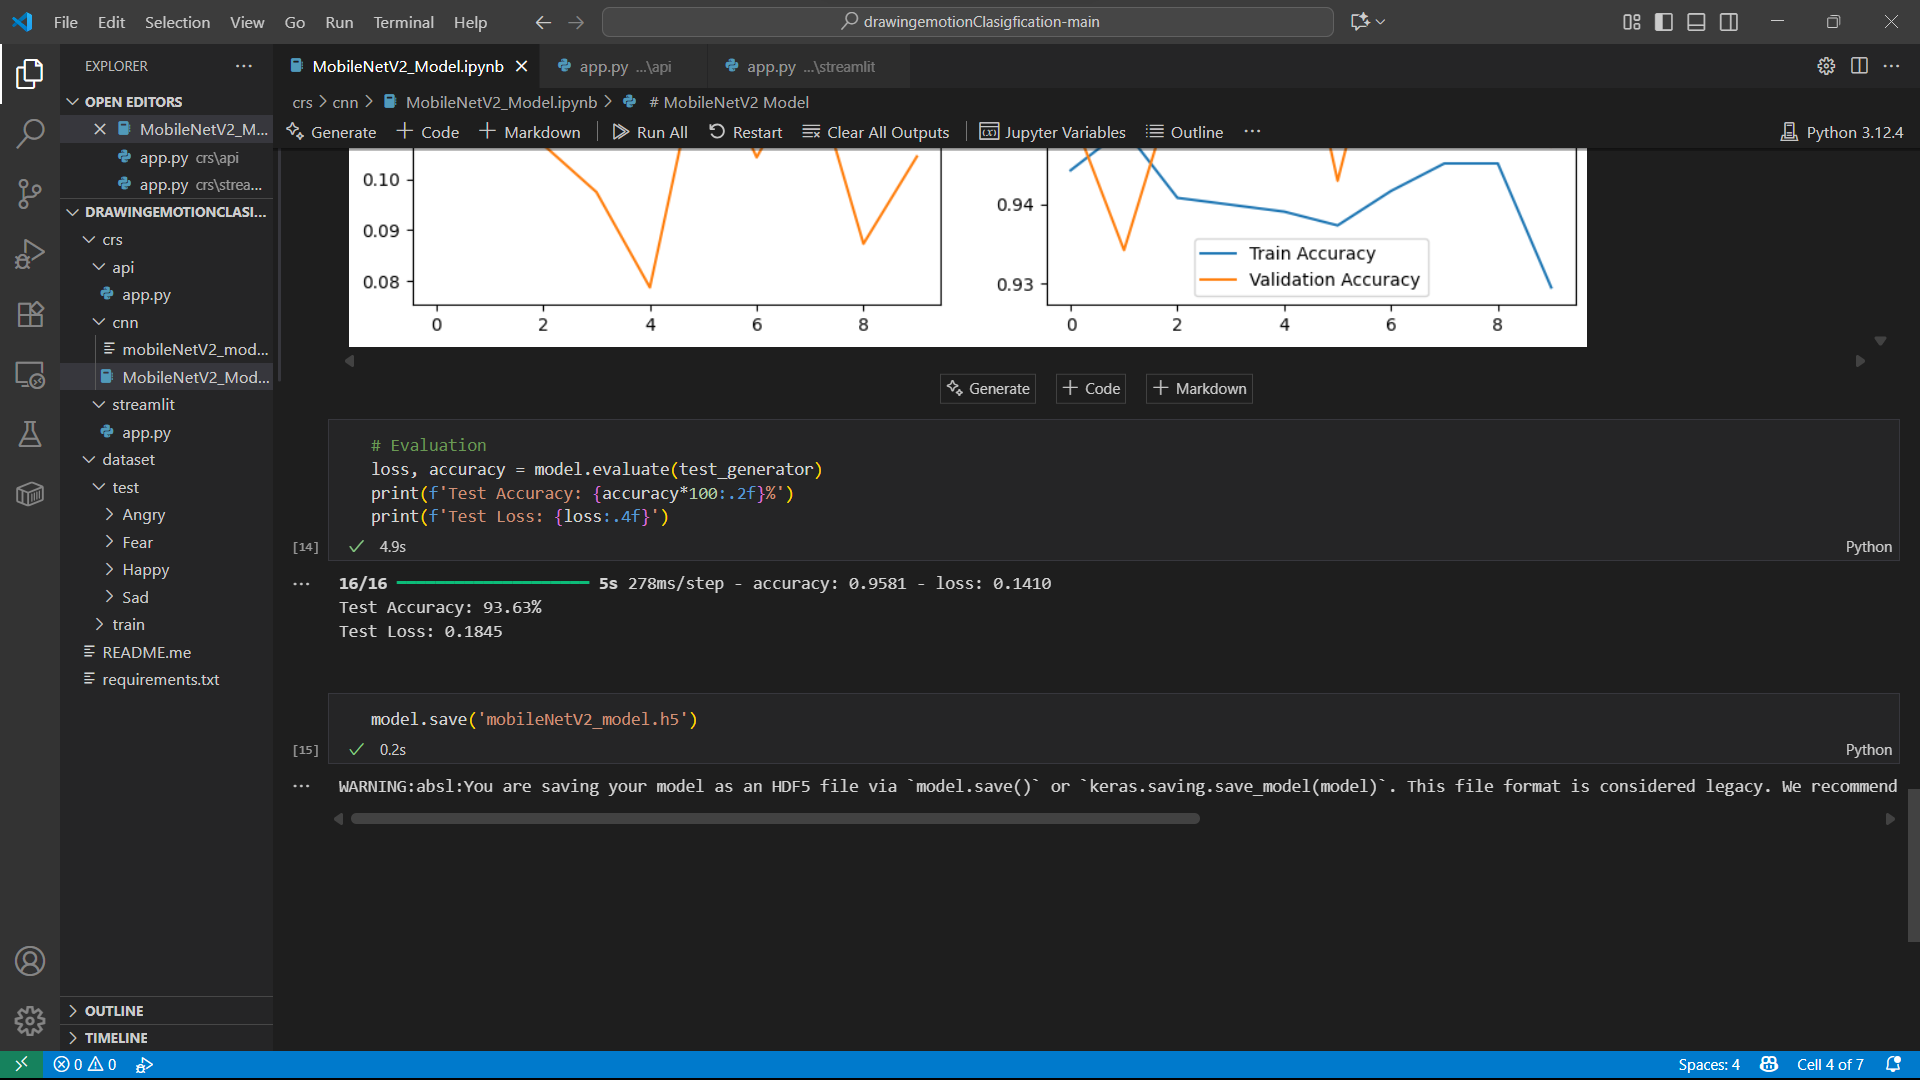 File Edit Selection View Go Run Terminal Help
drawingemotionClasigfication-main
EXPLORER
OPEN EDITORS
MobileNetV2_M...
app.py crs\api
app.py crs\strea...
DRAWINGEMOTIONCLASI...
crs
api
app.py
cnn
mobileNetV2_mod...
MobileNetV2_Mod...
streamlit
app.py
dataset
test
Angry
Fear
Happy
Sad
train
README.me
requirements.txt
OUTLINE
TIMELINE
MobileNetV2_Model.ipynb
app.py ...\api
app.py ...\streamlit
crs > cnn > MobileNetV2_Model.ipynb > # MobileNetV2 Model
Generate + Code + Markdown Run All Restart Clear All Outputs Jupyter Variables Outline ...
Python 3.12.4
0.10
0.09
0.08
0 2 4 6 8
0.94
0.93
Train Accuracy
Validation Accuracy
0 2 4 6 8
Generate + Code + Markdown
# Evaluation
loss, accuracy = model.evaluate(test_generator)
print(f'Test Accuracy: {accuracy*100:.2f}%')
print(f'Test Loss: {loss:.4f}')
[14] 4.9s Python
16/16 5s 278ms/step - accuracy: 0.9581 - loss: 0.1410
Test Accuracy: 93.63%
Test Loss: 0.1845
model.save('mobileNetV2_model.h5')
[15] 0.2s Python
WARNING:absl:You are saving your model as an HDF5 file via `model.save()` or `keras.saving.save_model(model)`. This file format is considered legacy. We recommend
0 0
Spaces: 4 Cell 4 of 7